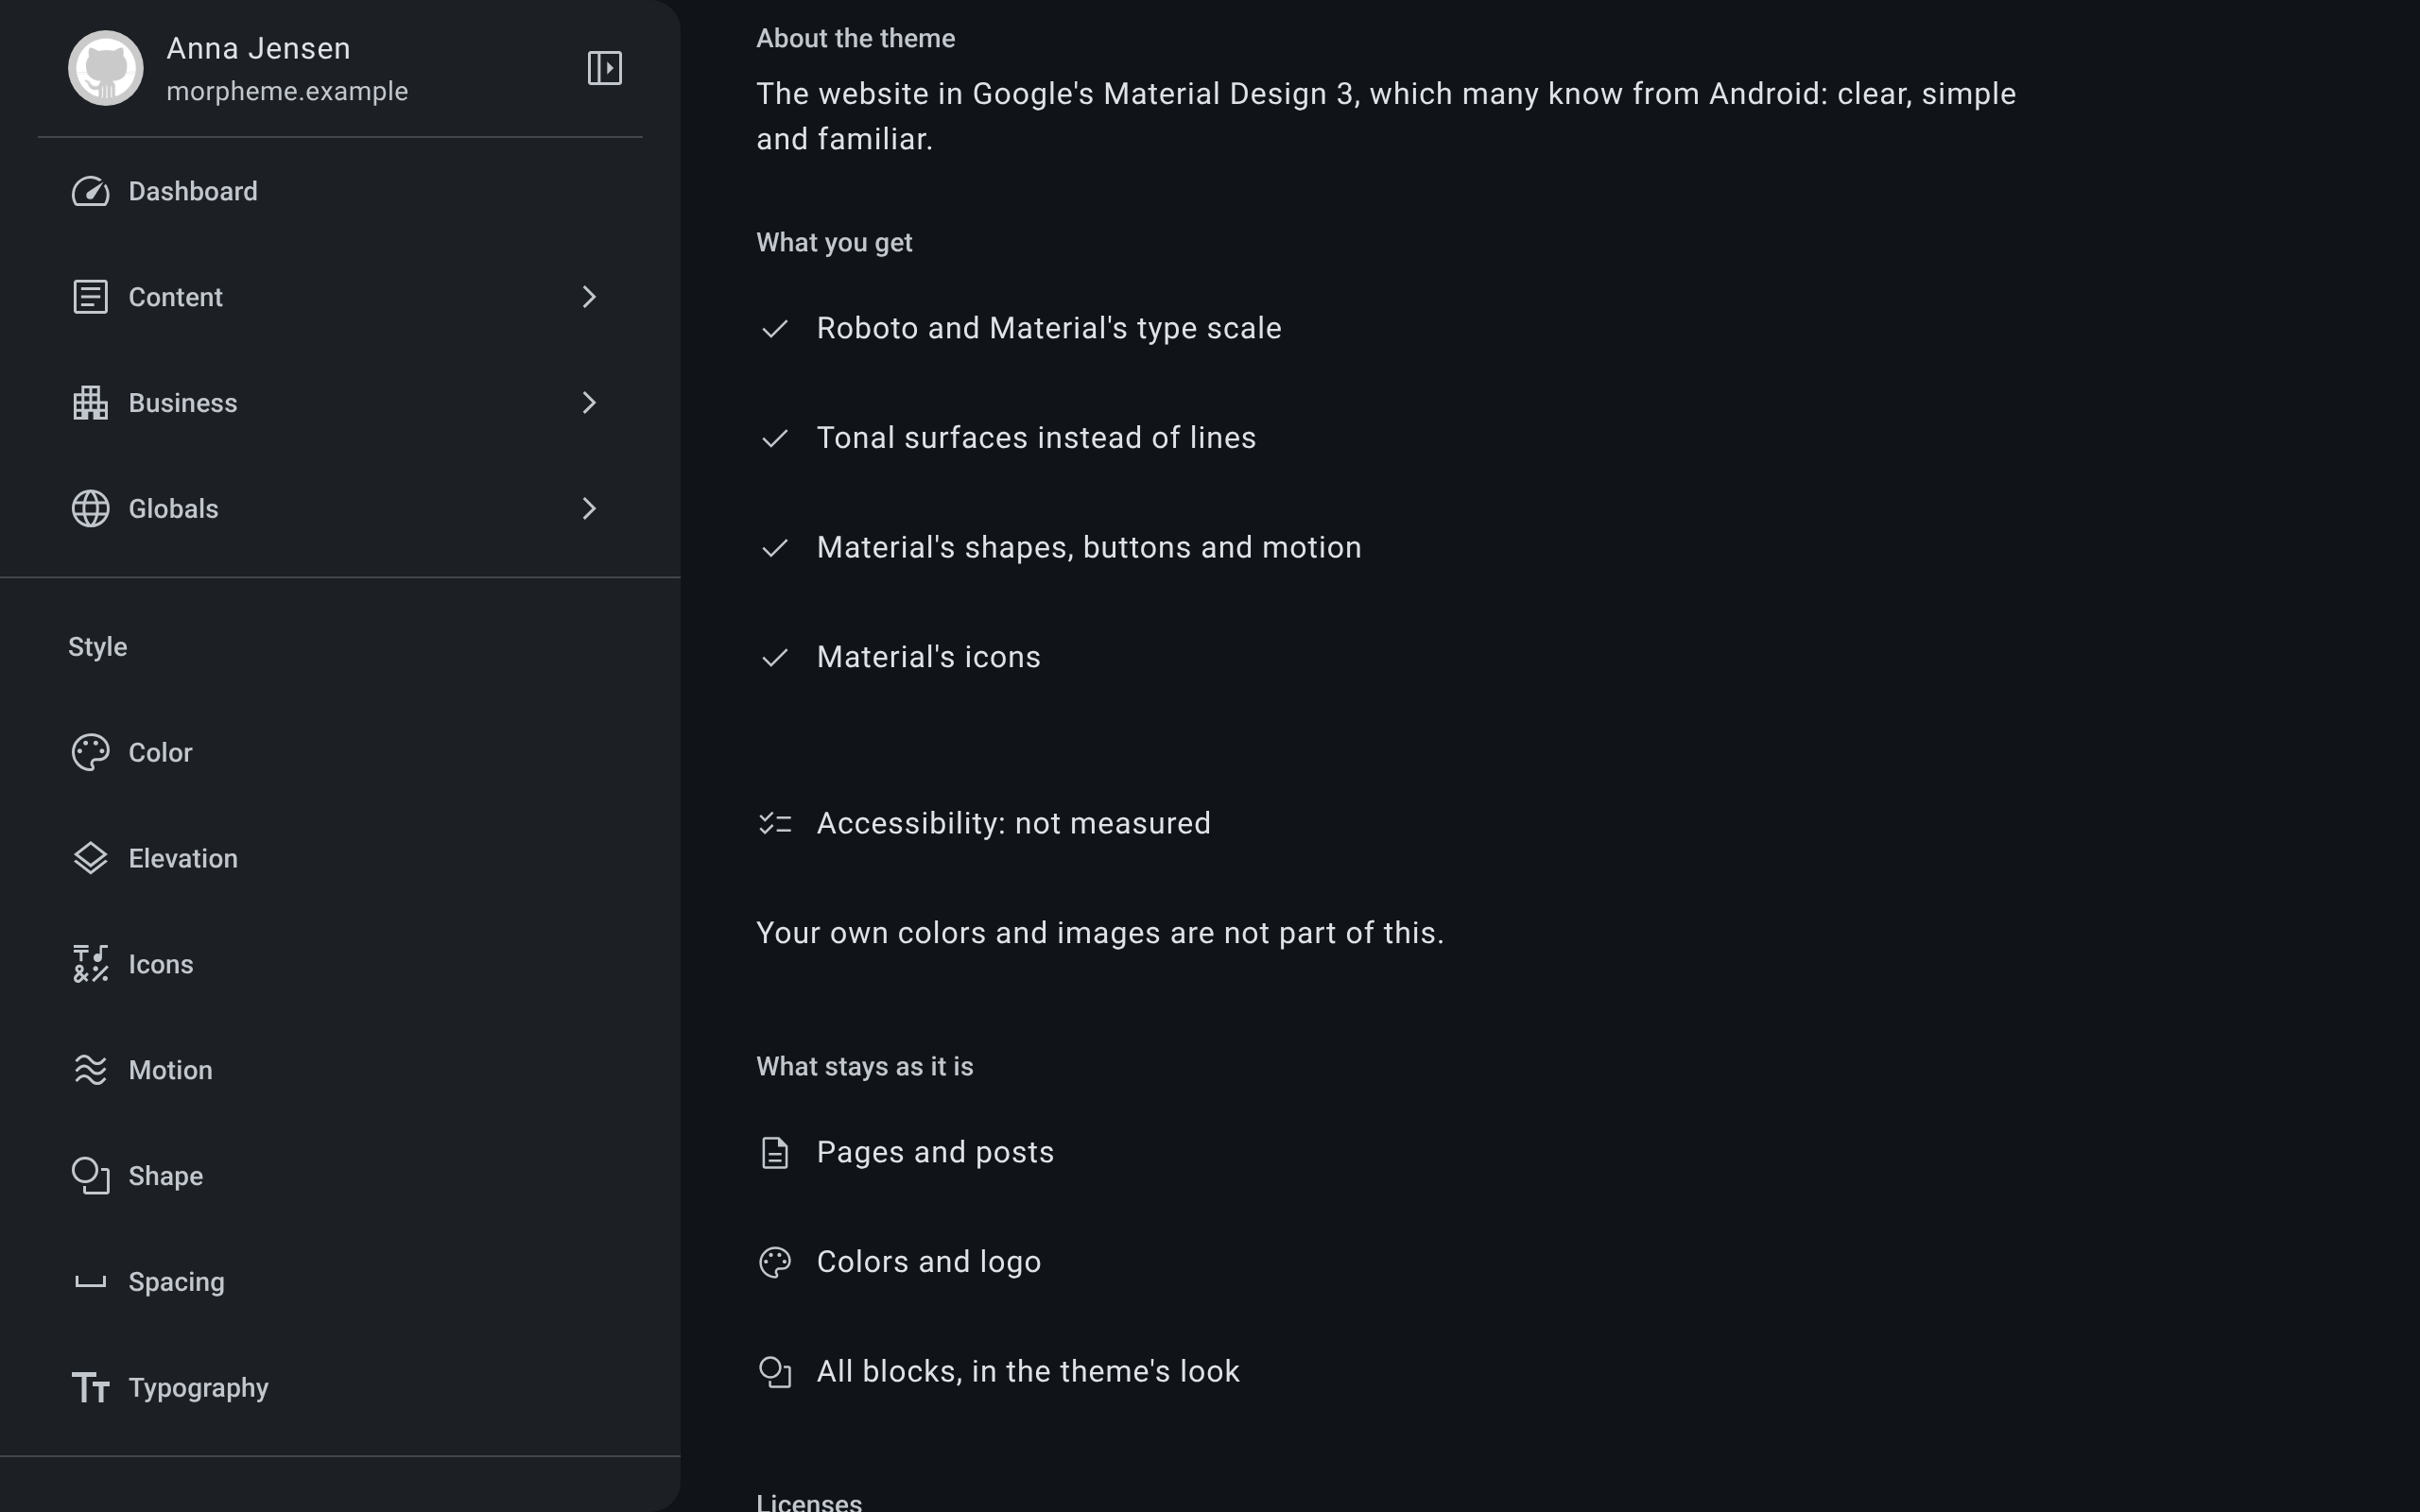 Anna Jensen
morpheme.example
Dashboard
Content
Business
Globals
Style
Color
Elevation
Icons
Motion
Shape
Spacing
Typography
About the theme
The website in Google's Material Design 3, which many know from Android: clear, simple
and familiar.
What you get
Roboto and Material's type scale
Tonal surfaces instead of lines
Material's shapes, buttons and motion
Material's icons
Accessibility: not measured
Your own colors and images are not part of this.
What stays as it is
Pages and posts
Colors and logo
All blocks, in the theme's look
Licenses